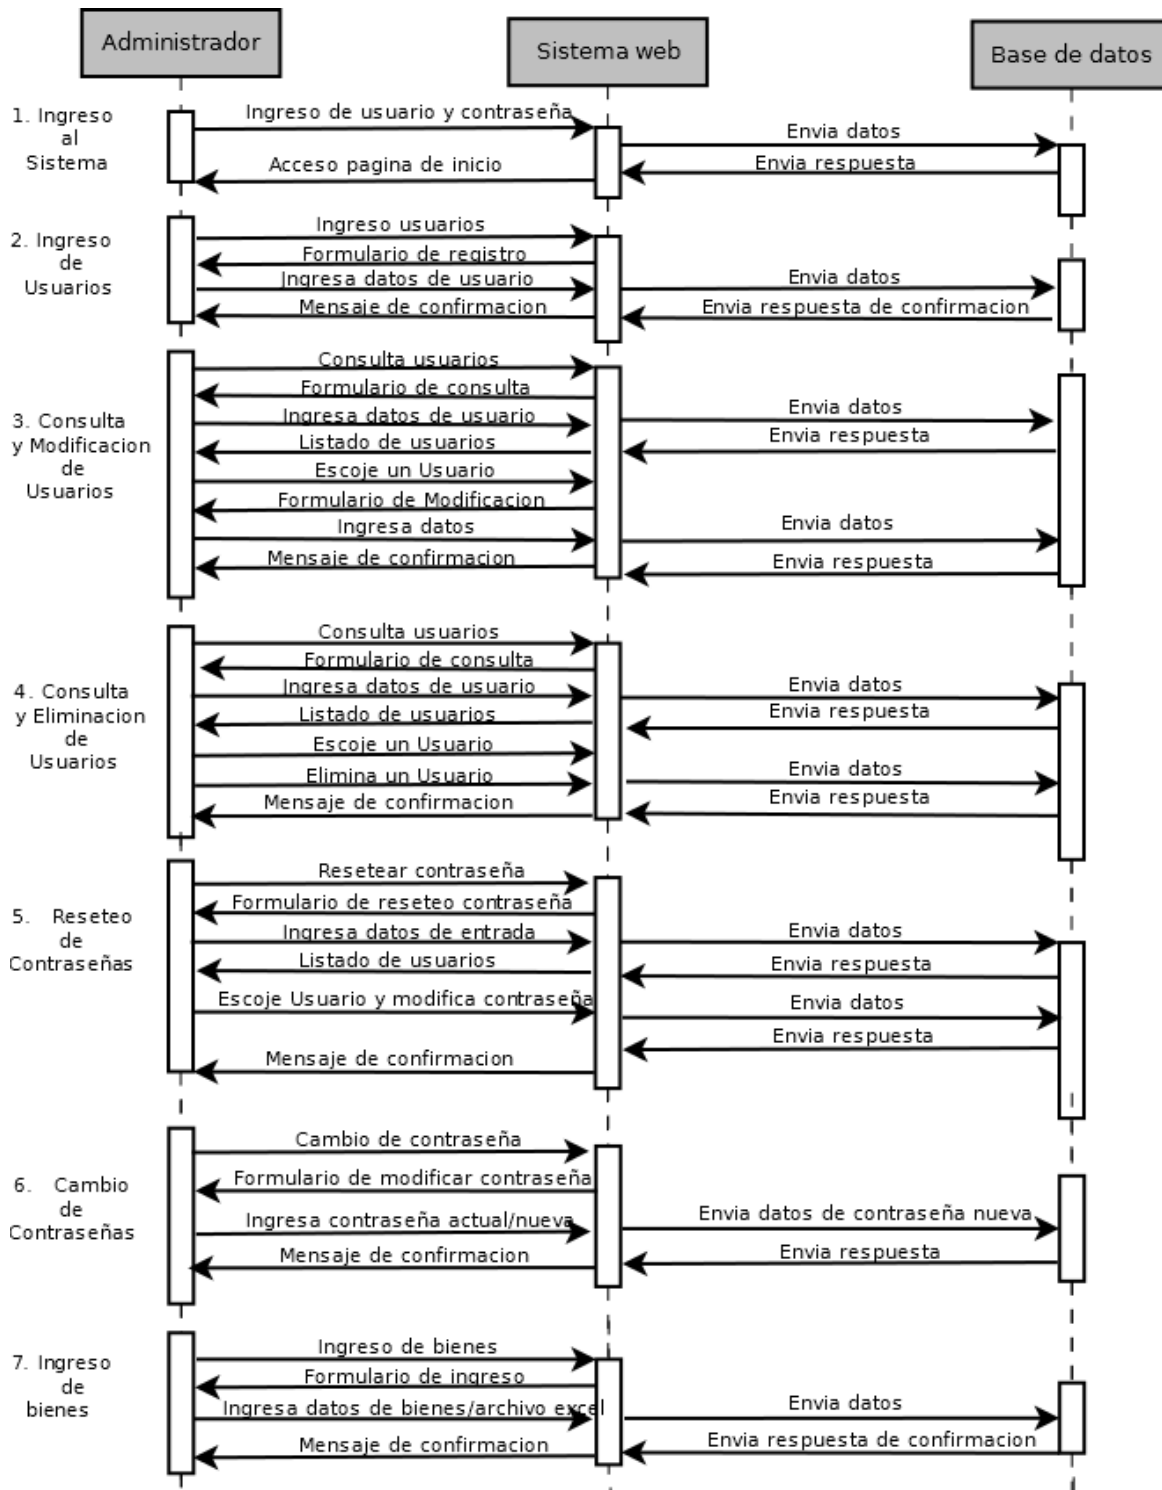 Administrador
Sistema web
Base de datos
1. Ingreso
al
Sistema
Ingreso de usuario y contraseña
Envia datos
Envia respuesta
Acceso pagina de inicio
2. Ingreso
de
Usuarios
Ingreso usuarios
Formulario de registro
Ingresa datos de usuario
Envia datos
Mensaje de confirmacion
Envia respuesta de confirmacion
3. Consulta
y Modificacion
de
Usuarios
Consulta usuarios
Formulario de consulta
Ingresa datos de usuario
Envia datos
Listado de usuarios
Envia respuesta
Escoje un Usuario
Formulario de Modificacion
Ingresa datos
Envia datos
Mensaje de confirmacion
Envia respuesta
4. Consulta
y Eliminacion
de
Usuarios
Consulta usuarios
Formulario de consulta
Ingresa datos de usuario
Envia datos
Listado de usuarios
Envia respuesta
Escoje un Usuario
Elimina un Usuario
Envia datos
Mensaje de confirmacion
Envia respuesta
5. Reseteo
de
Contraseñas
Resetear contraseña
Formulario de reseteo contraseña
Ingresa datos de entrada
Envia datos
Listado de usuarios
Envia respuesta
Escoje Usuario y modifica contraseña
Envia datos
Envia respuesta
Mensaje de confirmacion
6. Cambio
de
Contraseñas
Cambio de contraseña
Formulario de modificar contraseña
Ingresa contraseña actual/nueva
Envia datos de contraseña nueva
Mensaje de confirmacion
Envia respuesta
7. Ingreso
de
bienes
Ingreso de bienes
Formulario de ingreso
Ingresa datos de bienes/archivo excel
Envia datos
Mensaje de confirmacion
Envia respuesta de confirmacion